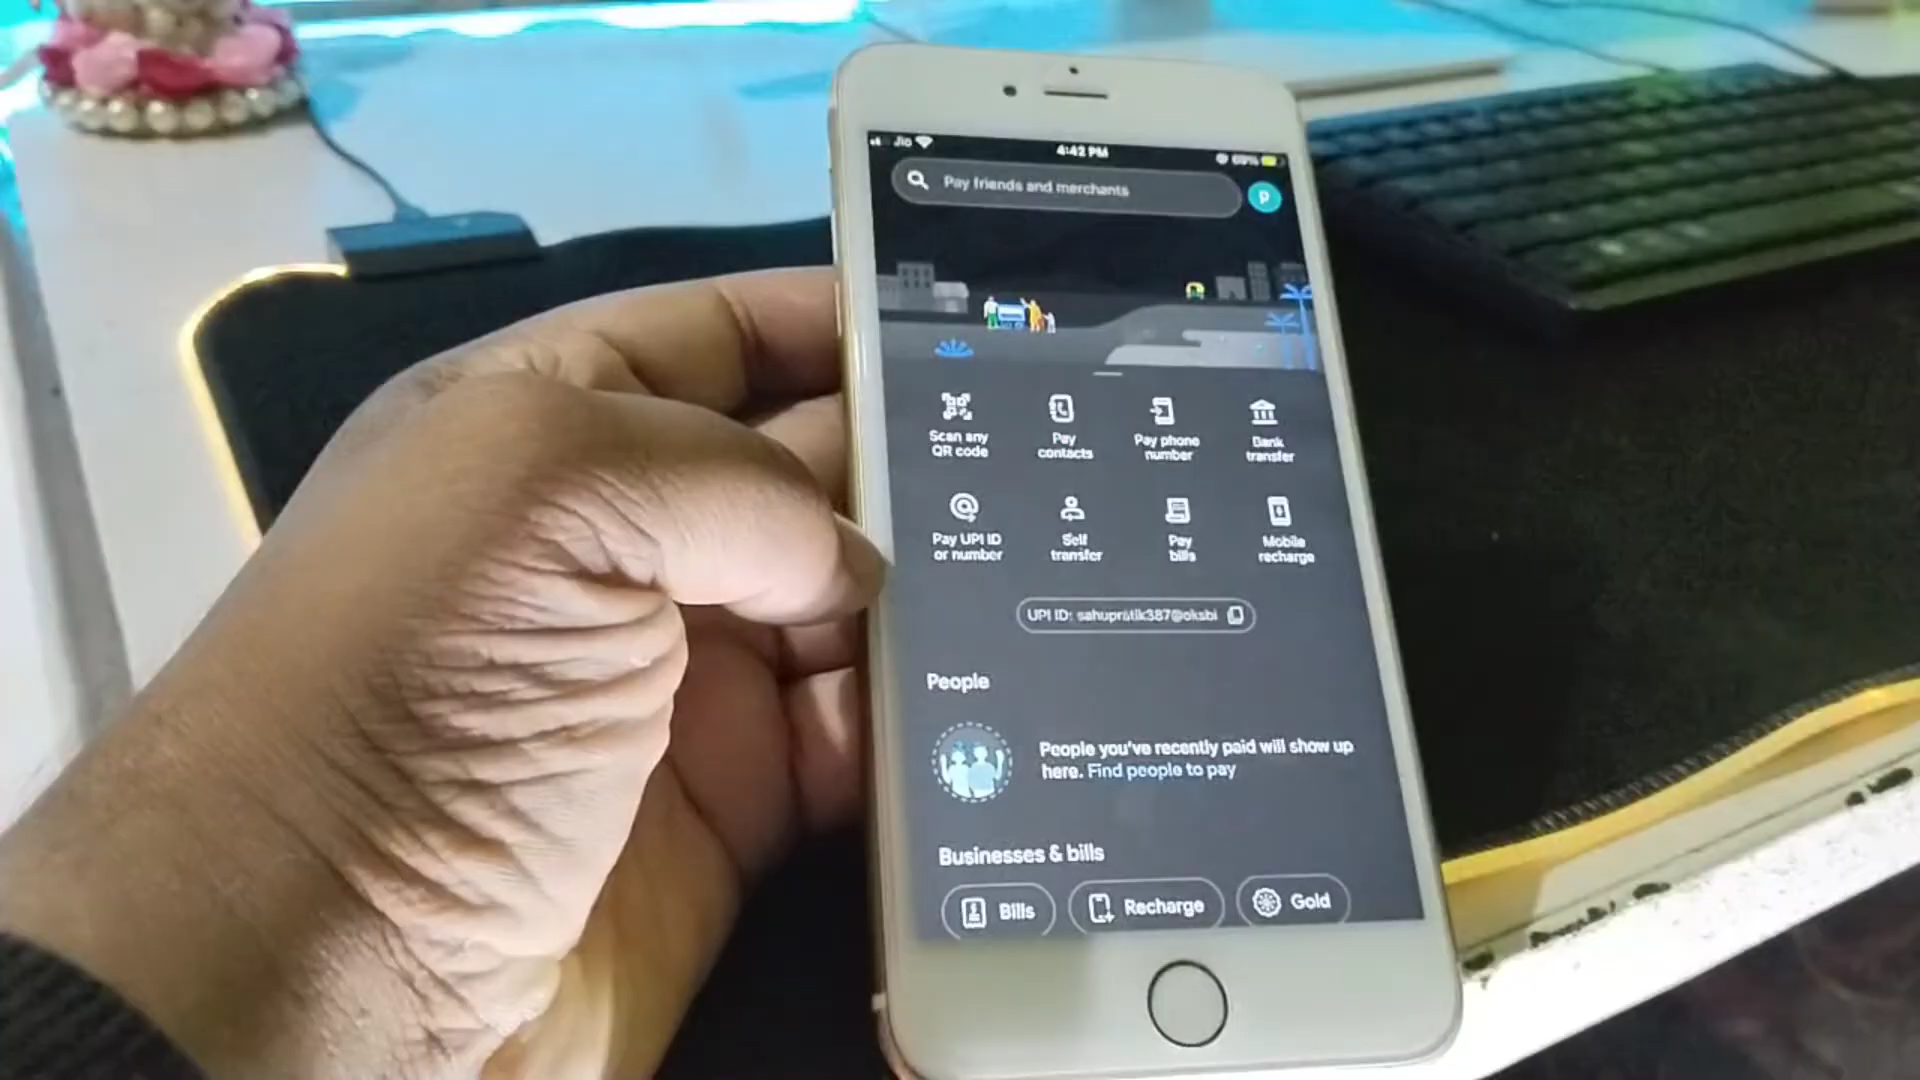 Jio
4:42 PM
69%
Pay friends and merchants
P
Scan any
QR code
Pay
contacts
Pay phone
number
Bank
transfer
Pay UPI ID
or number
Self
transfer
Pay
bills
Mobile
recharge
UPI ID: sahupratik387@oksbi
People
People you've recently paid will show up
here. Find people to pay
Businesses & bills
Bills
Recharge
Gold